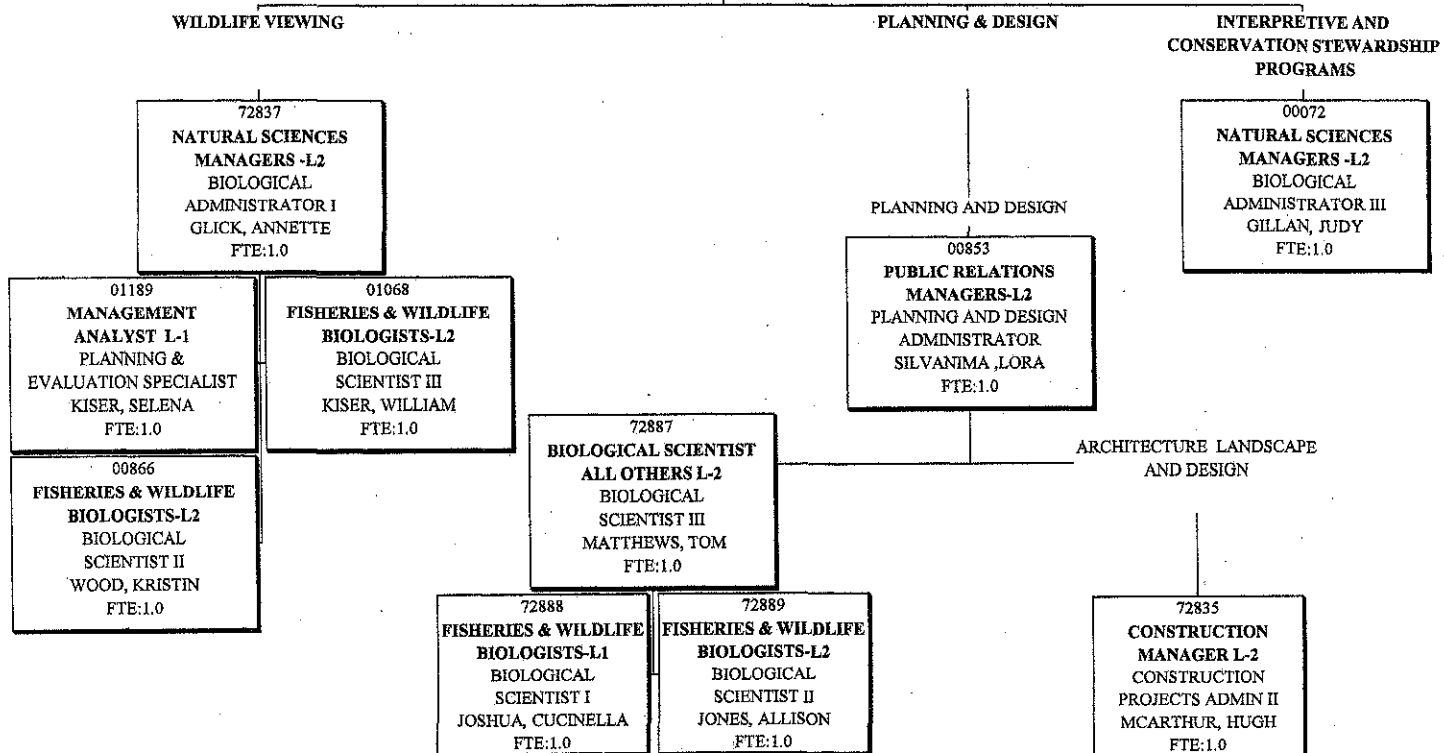 WILDLIFE VIEWING
72837
NATURAL SCIENCES
MANAGERS -L2
BIOLOGICAL
ADMINISTRATOR I
GLICK, ANNETTE
FTE:1.0
01189
MANAGEMENT
ANALYST L-1
PLANNING &
EVALUATION SPECIALIST
KISER, SELENA
FTE:1.0
01068
FISHERIES & WILDLIFE
BIOLOGISTS-L2
BIOLOGICAL
SCIENTIST III
KISER, WILLIAM
FTE:1.0
00866
FISHERIES & WILDLIFE
BIOLOGISTS-L2
BIOLOGICAL
SCIENTIST II
WOOD, KRISTIN
FTE:1.0
PLANNING & DESIGN
PLANNING AND DESIGN
00853
PUBLIC RELATIONS
MANAGERS-L2
PLANNING AND DESIGN
ADMINISTRATOR
SILVANIMA ,LORA
FTE:1.0
72887
BIOLOGICAL SCIENTIST
ALL OTHERS L-2
BIOLOGICAL
SCIENTIST III
MATTHEWS, TOM
FTE:1.0
72888
FISHERIES & WILDLIFE
BIOLOGISTS-L1
BIOLOGICAL
SCIENTIST I
JOSHUA, CUCINELLA
FTE:1.0
72889
FISHERIES & WILDLIFE
BIOLOGISTS-L2
BIOLOGICAL
SCIENTIST II
JONES, ALLISON
FTE:1.0
ARCHITECTURE LANDSCAPE
AND DESIGN
72835
CONSTRUCTION
MANAGER L-2
CONSTRUCTION
PROJECTS ADMIN II
MCARTHUR, HUGH
FTE:1.0
INTERPRETIVE AND
CONSERVATION STEWARDSHIP
PROGRAMS
00072
NATURAL SCIENCES
MANAGERS -L2
BIOLOGICAL
ADMINISTRATOR III
GILLAN, JUDY
FTE:1.0